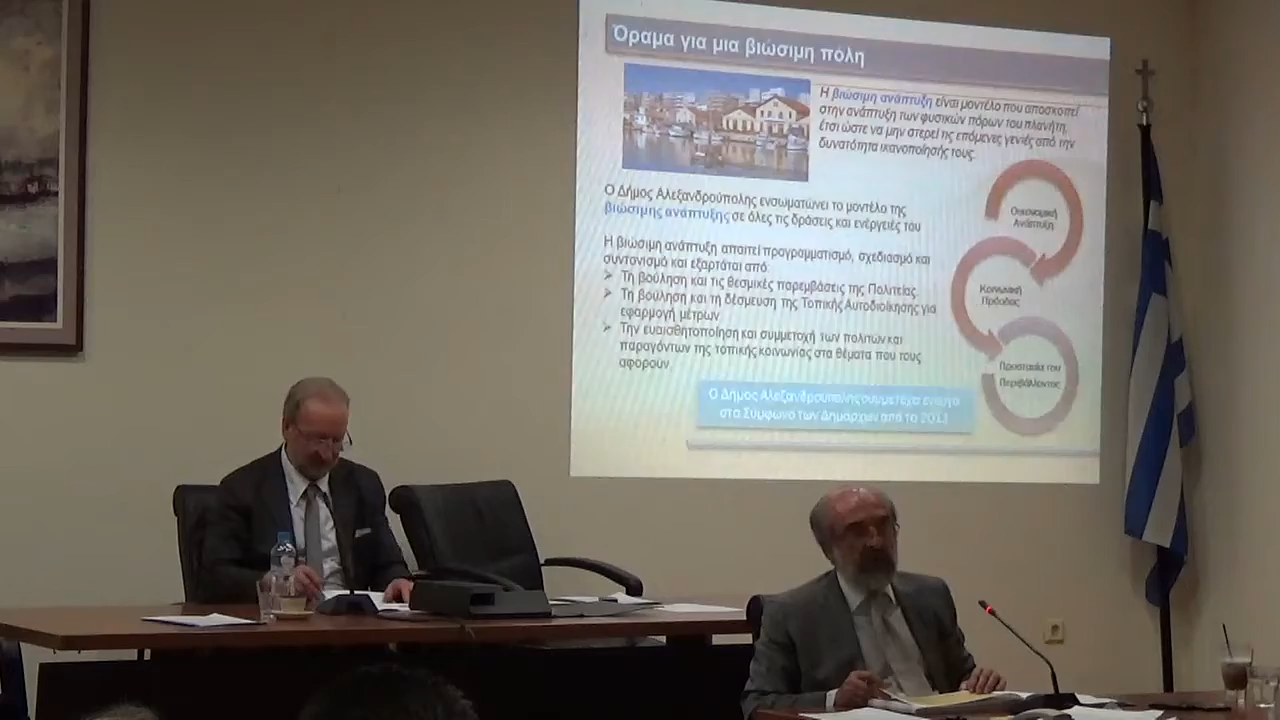 Όραμα για μια βιώσιμη πόλη
Η βιώσιμη ανάπτυξη είναι μοντέλο που αποσκοπεί
στην ανάπτυξη των φυσικών πόρων του πλανήτη,
έτσι ώστε να μην στερεί τις επόμενες γενιές από την
δυνατότητα ικανοποίησής τους.
Ο Δήμος Αλεξανδρούπολης ενσωματώνει το μοντέλο της
βιώσιμης ανάπτυξης σε όλες τις δράσεις και ενέργειές του
Η βιώσιμη ανάπτυξη απαιτεί προγραμματισμό, σχεδιασμό και
συντονισμό και εξαρτάται από:
➢ Τη βούληση και τις θεσμικές παρεμβάσεις της Πολιτείας.
➢ Τη βούληση και τη δέσμευση της Τοπικής Αυτοδιοίκησης για
εφαρμογή μέτρων.
➢ Την ευαισθητοποίηση και συμμετοχή των πολιτών και
παραγόντων της τοπικής κοινωνίας στα θέματα που τους
αφορούν.
Οικονομική
Ανάπτυξη
Κοινωνική
Πρόοδος
Προστασία του
Περιβάλλοντος
Ο Δήμος Αλεξανδρούπολης συμμετέχει ενεργά
στο Σύμφωνο των Δημάρχων από το